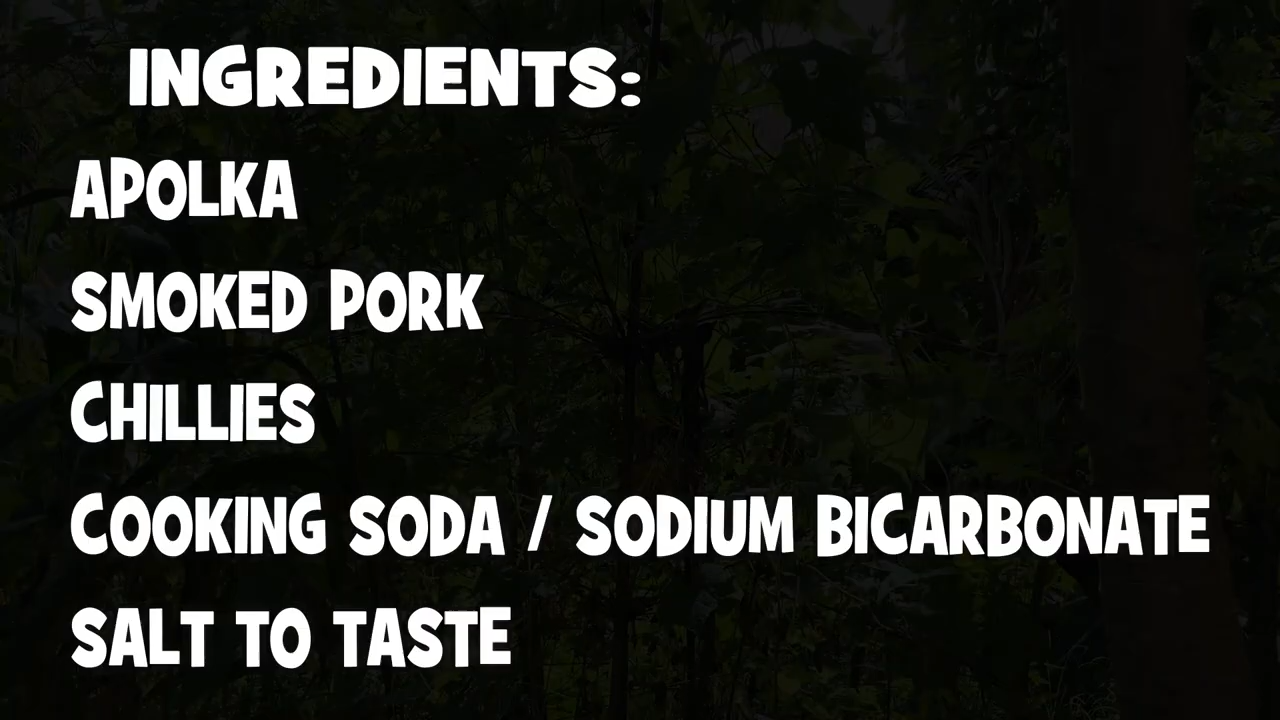 INGREDIENTS:
APOLKA
SMOKED PORK
CHILLIES
COOKING SODA / SODIUM BICARBONATE
SALT TO TASTE